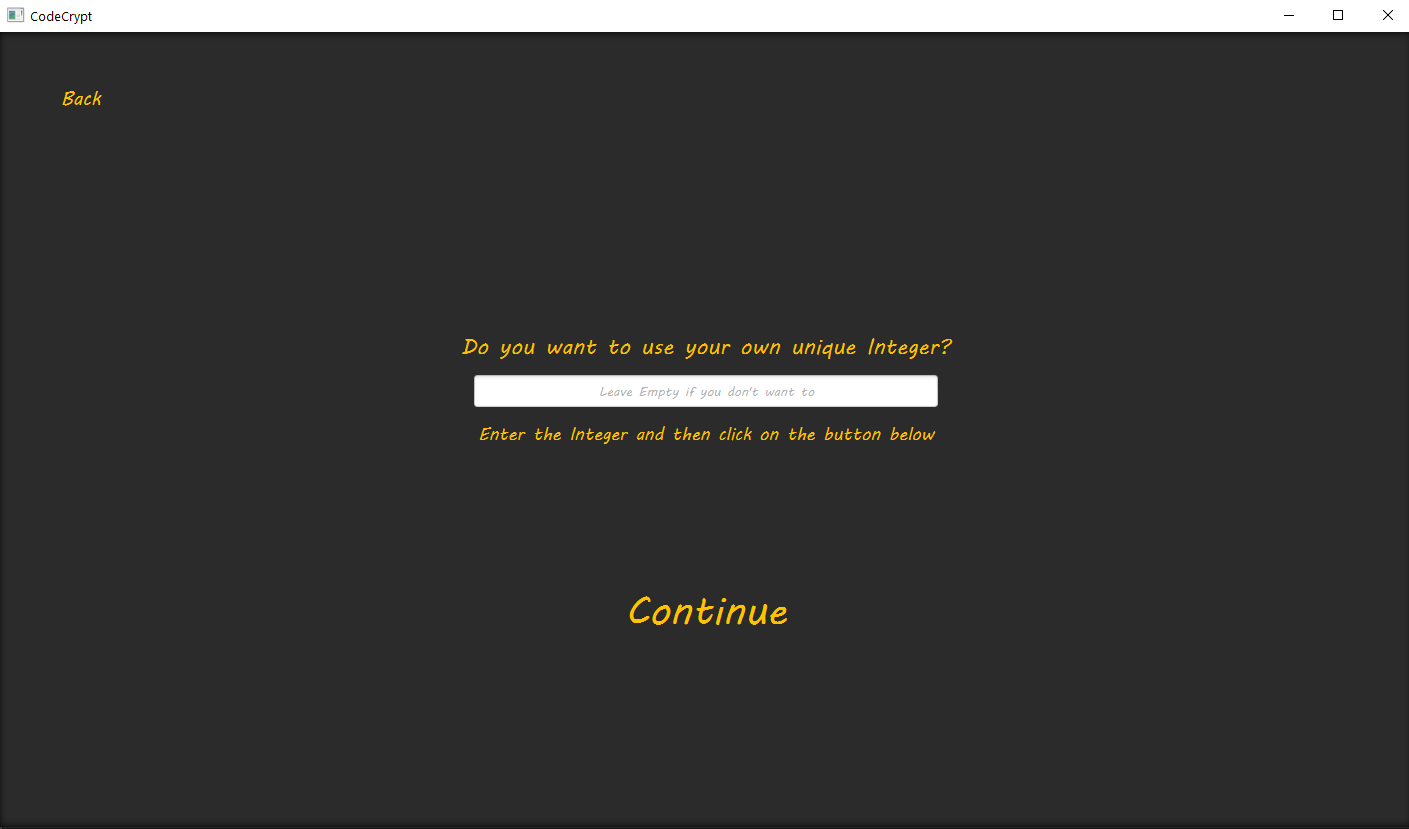 CodeCrypt
Back
Do you want to use your own unique Integer?
Leave Empty if you don't want to
Enter the Integer and then click on the button below
Continue